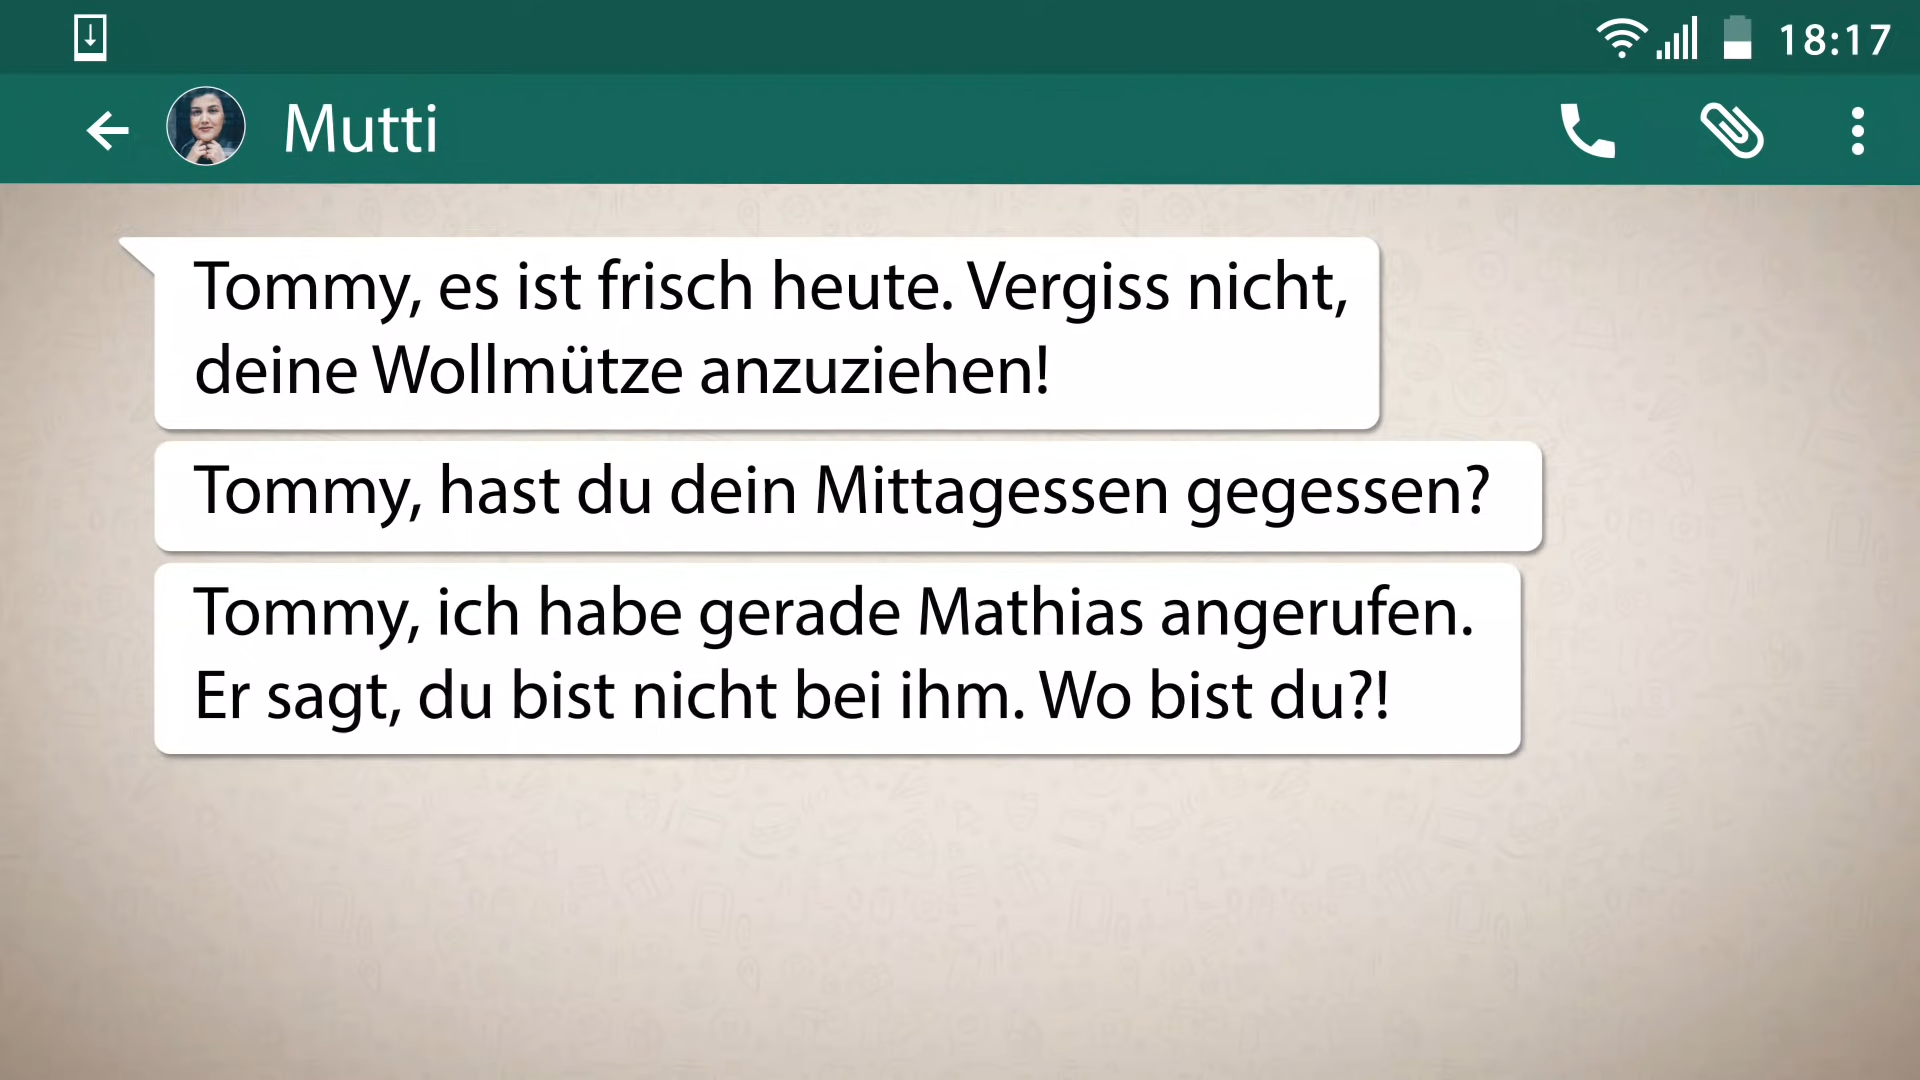 18:17
Mutti
Tommy, es ist frisch heute. Vergiss nicht,
deine Wollmütze anzuziehen!
Tommy, hast du dein Mittagessen gegessen?
Tommy, ich habe gerade Mathias angerufen.
Er sagt, du bist nicht bei ihm. Wo bist du?!